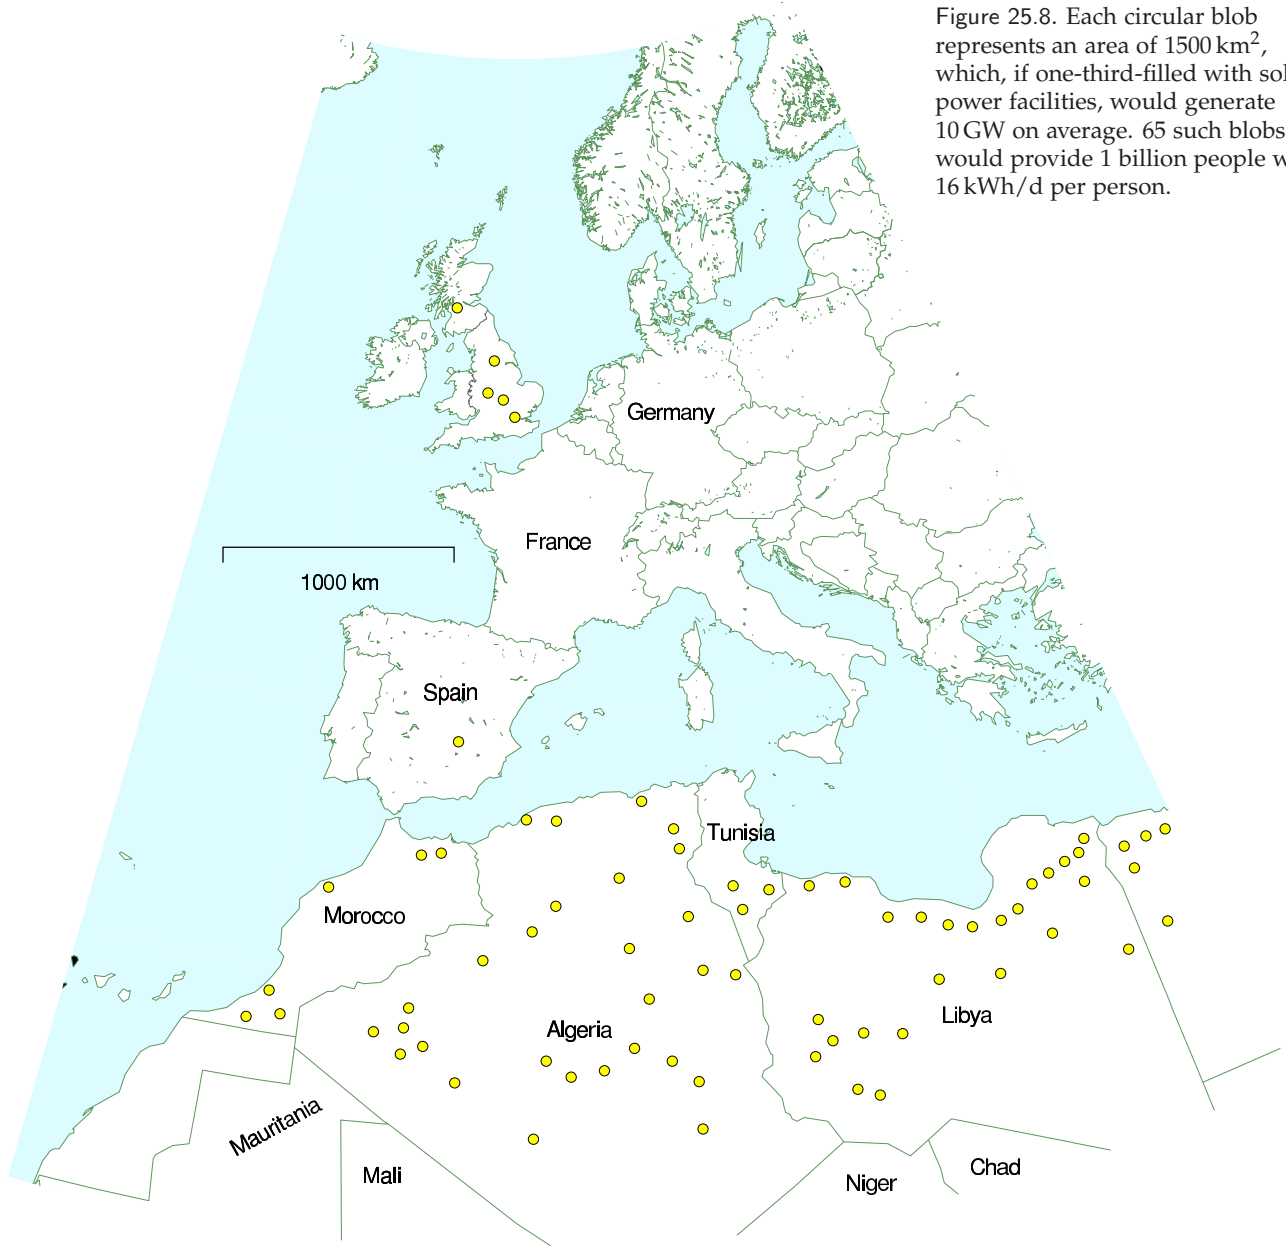 Figure 25.8. Each circular blob
represents an area of 1500 km²,
which, if one-third-filled with
power facilities, would generate
10 GW on average. 65 such blobs
would provide 1 billion people
16 kWh/d per person.
Germany
France
1000 km
Spain
Tunisia
Morocco
Algeria
Libya
Mauritania
Mali
Niger
Chad